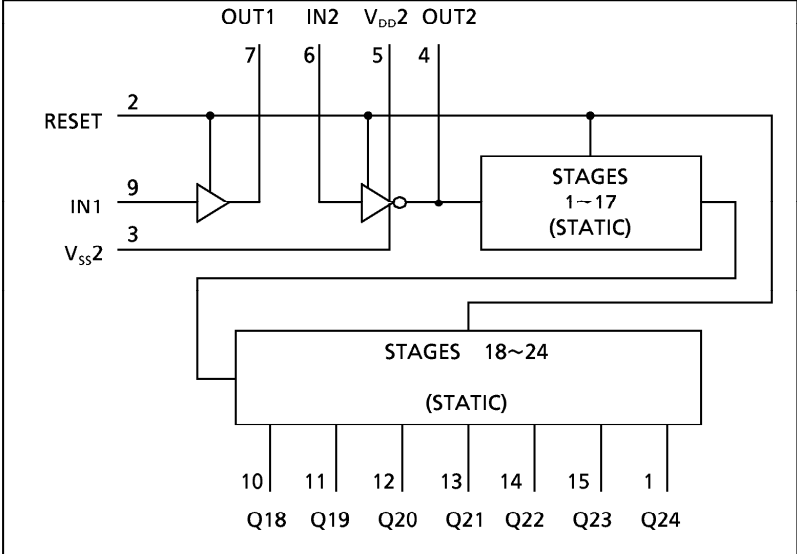 OUT1 IN2 VDD2 OUT2
7 6 5 4
2
RESET
9
IN1
3
VSS2
STAGES
1~17
(STATIC)
STAGES 18~24
(STATIC)
10 11 12 13 14 15 1
Q18 Q19 Q20 Q21 Q22 Q23 Q24